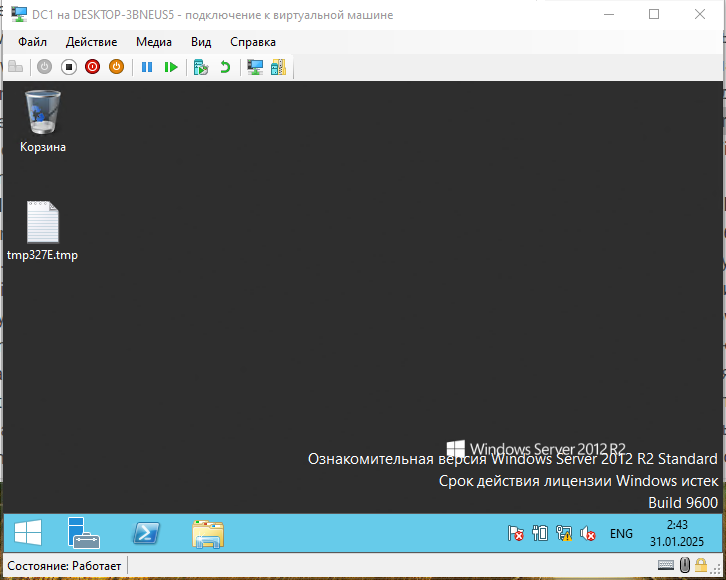 DC1 на DESKTOP-3BNEUS5 - подключение к виртуальной машине
Файл Действие Медиа Вид Справка
Корзина
tmp327E.tmp
Windows Server 2012 R2
Ознакомительная версия Windows Server 2012 R2 Standard
Срок действия лицензии Windows истек
Build 9600
ENG
2:43
31.01.2025
Состояние: Работает